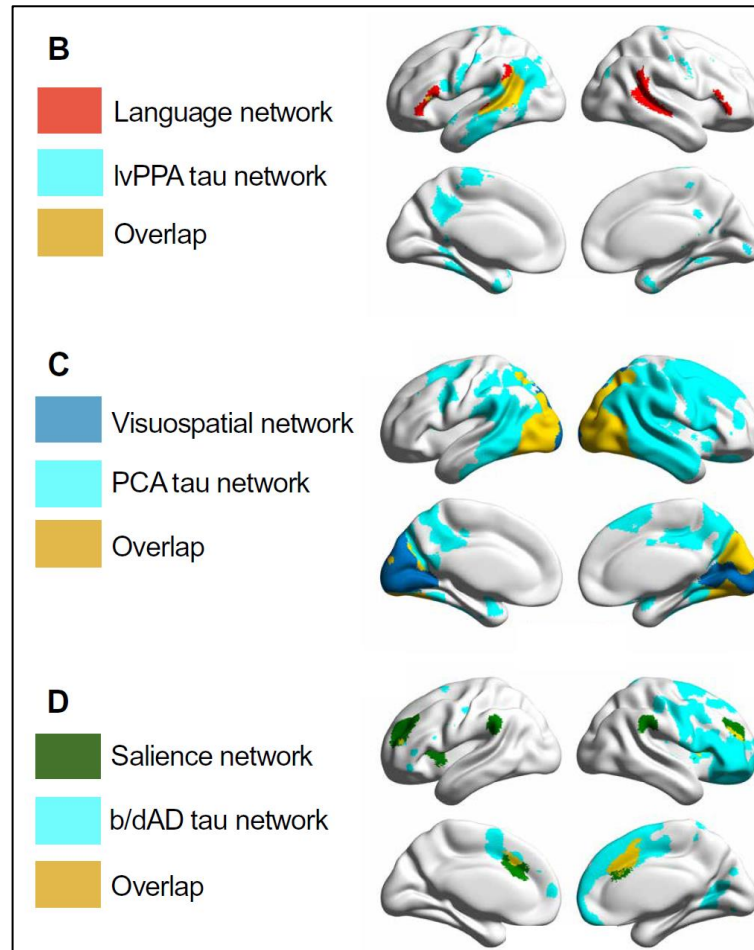 B
Language network
lvPPA tau network
Overlap
C
Visuospatial network
PCA tau network
Overlap
D
Salience network
b/dAD tau network
Overlap